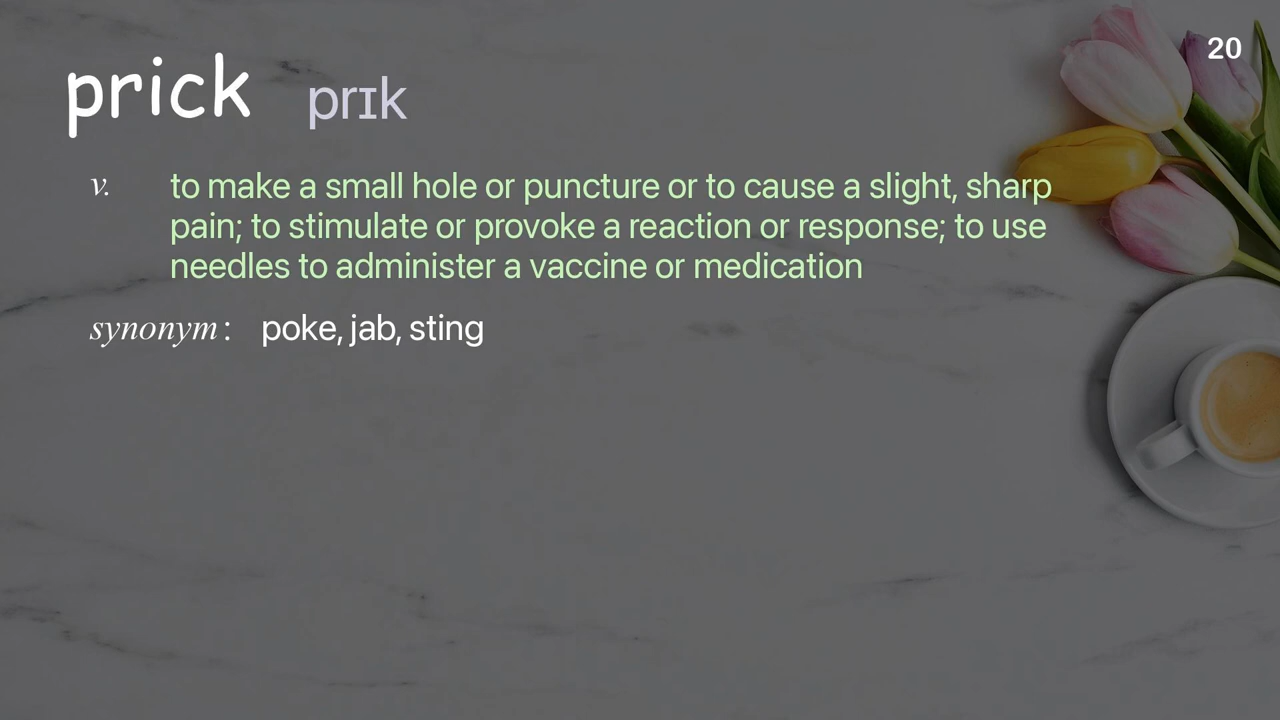 20
prick prɪk
v. to make a small hole or puncture or to cause a slight, sharp
pain; to stimulate or provoke a reaction or response; to use
needles to administer a vaccine or medication
synonym : poke, jab, sting